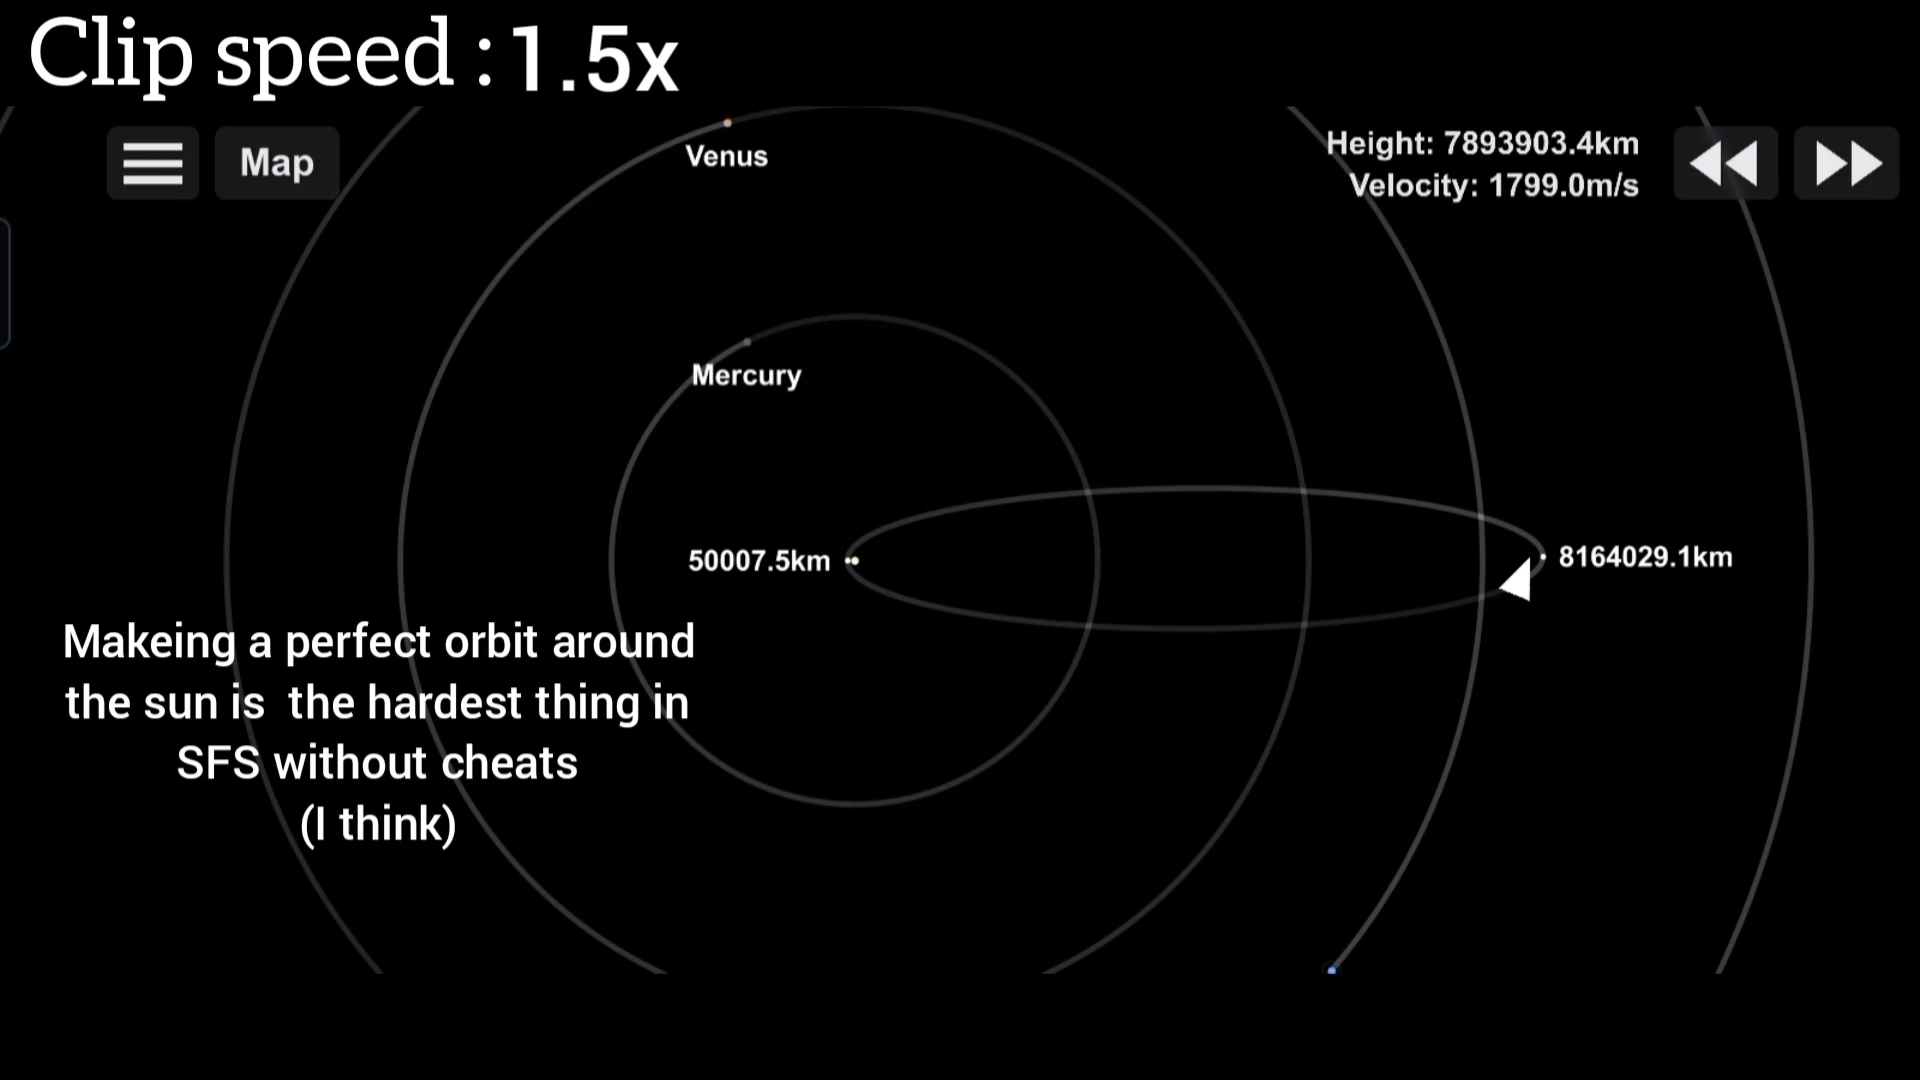 Clip speed : 1.5x
Map
Height: 7893903.4km
Velocity: 1799.0m/s
Venus
Mercury
50007.5km
8164029.1km
Makeing a perfect orbit around
the sun is  the hardest thing in
SFS without cheats
(I think)